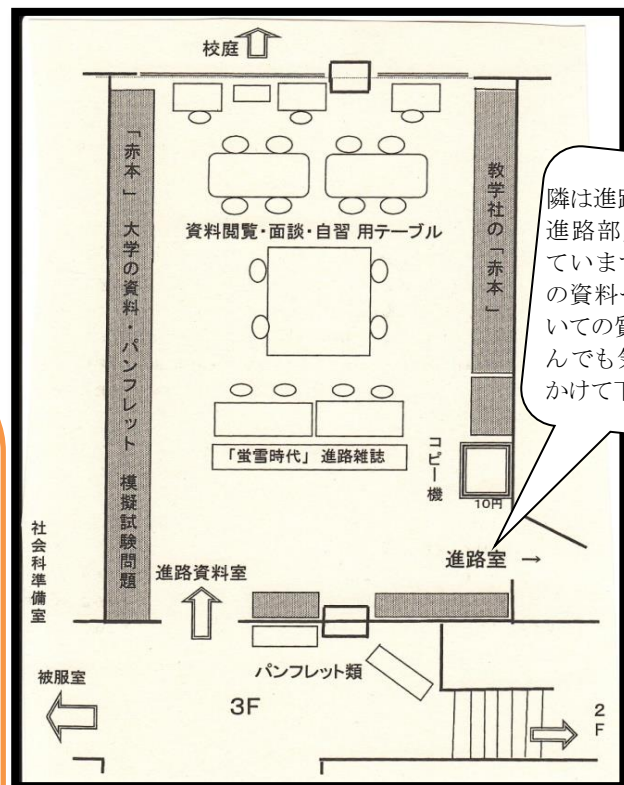 校庭
「赤本」 大学の資料・パンフレット 模擬試験問題
教学社の「赤本」
隣は進路
進路部
ています
の資料
いての質
んでも気
かけて下
資料閲覧・面談・自習 用テーブル
「蛍雪時代」 進路雑誌
コピー機
10円
進路室 →
社会科準備室
進路資料室
パンフレット類
被服室
3F
2F